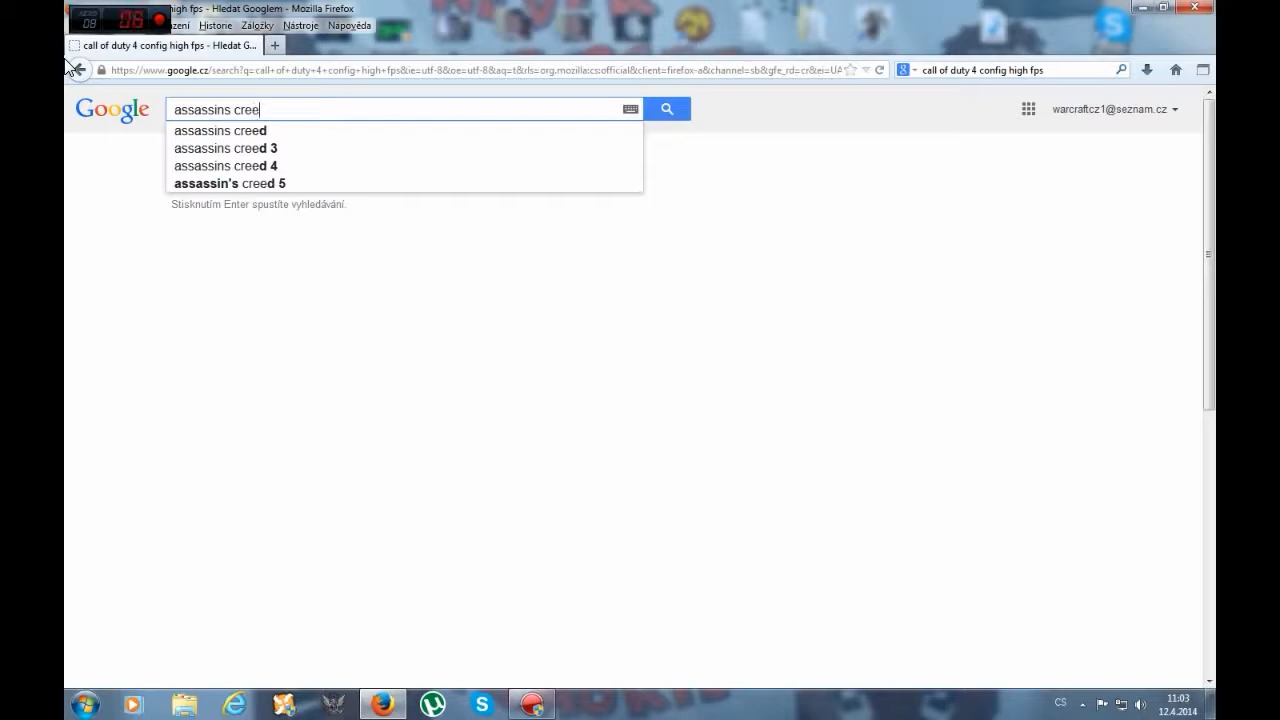 high fps - Hledat Googlem - Mozilla Firefox
08 06
zení Historie Záložky Nástroje Nápověda
call of duty 4 config high fps - Hledat G... +
https://www.google.cz/search?q=call+of+duty+4+config+high+fps&ie=utf-8&oe=utf-8&aq=t&rls=org.mozilla:cs:official&client=firefox-a&channel=sb&gfe_rd=cr&ei=UA
call of duty 4 config high fps
Google
assassins cree
warcraftcz1@seznam.cz
assassins creed
assassins creed 3
assassins creed 4
assassin's creed 5
Stisknutím Enter spustíte vyhledávání.
CS
11:03
12.4.2014